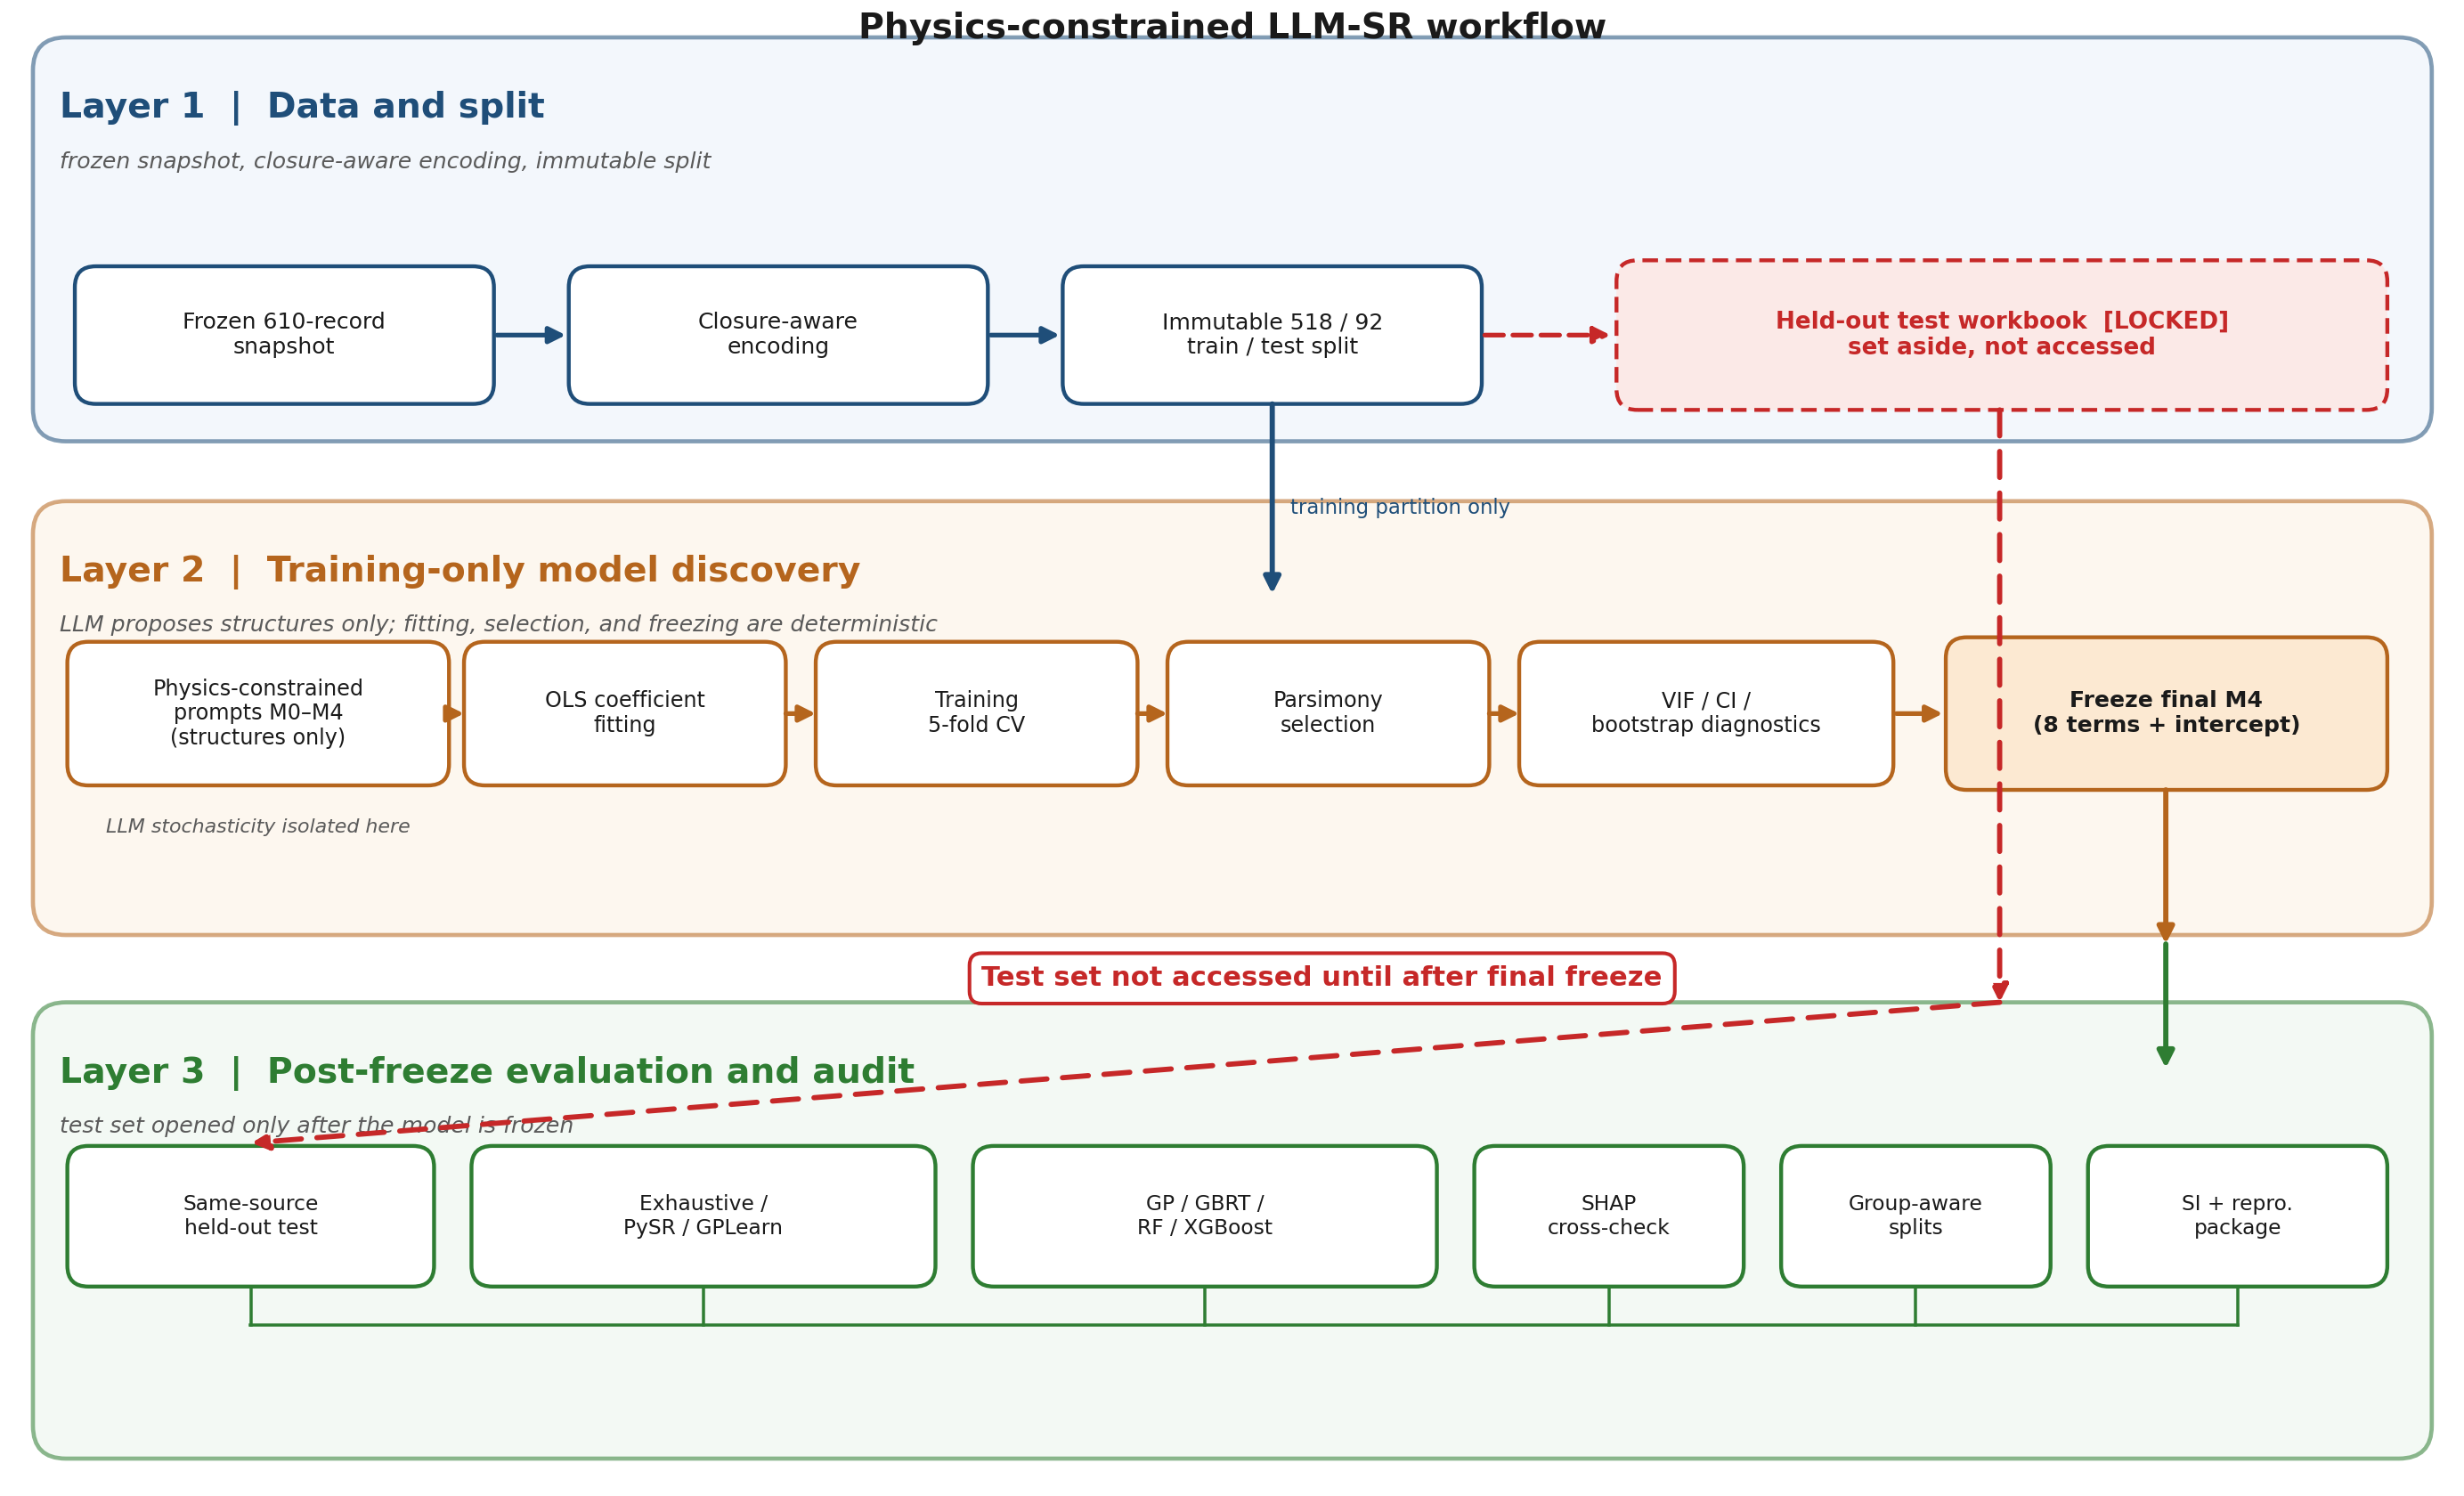 Physics-constrained LLM-SR workflow
Layer 1 | Data and split
frozen snapshot, closure-aware encoding, immutable split
Frozen 610-record
snapshot
Closure-aware
encoding
Immutable 518 / 92
train / test split
Held-out test workbook [LOCKED]
set aside, not accessed
training partition only
Layer 2 | Training-only model discovery
LLM proposes structures only; fitting, selection, and freezing are deterministic
Physics-constrained
prompts M0–M4
(structures only)
OLS coefficient
fitting
Training
5-fold CV
Parsimony
selection
VIF / CI /
bootstrap diagnostics
Freeze final M4
(8 terms + intercept)
LLM stochasticity isolated here
Test set not accessed until after final freeze
Layer 3 | Post-freeze evaluation and audit
test set opened only after the model is frozen
Same-source
held-out test
Exhaustive /
PySR / GPLearn
GP / GBRT /
RF / XGBoost
SHAP
cross-check
Group-aware
splits
SI + repro.
package